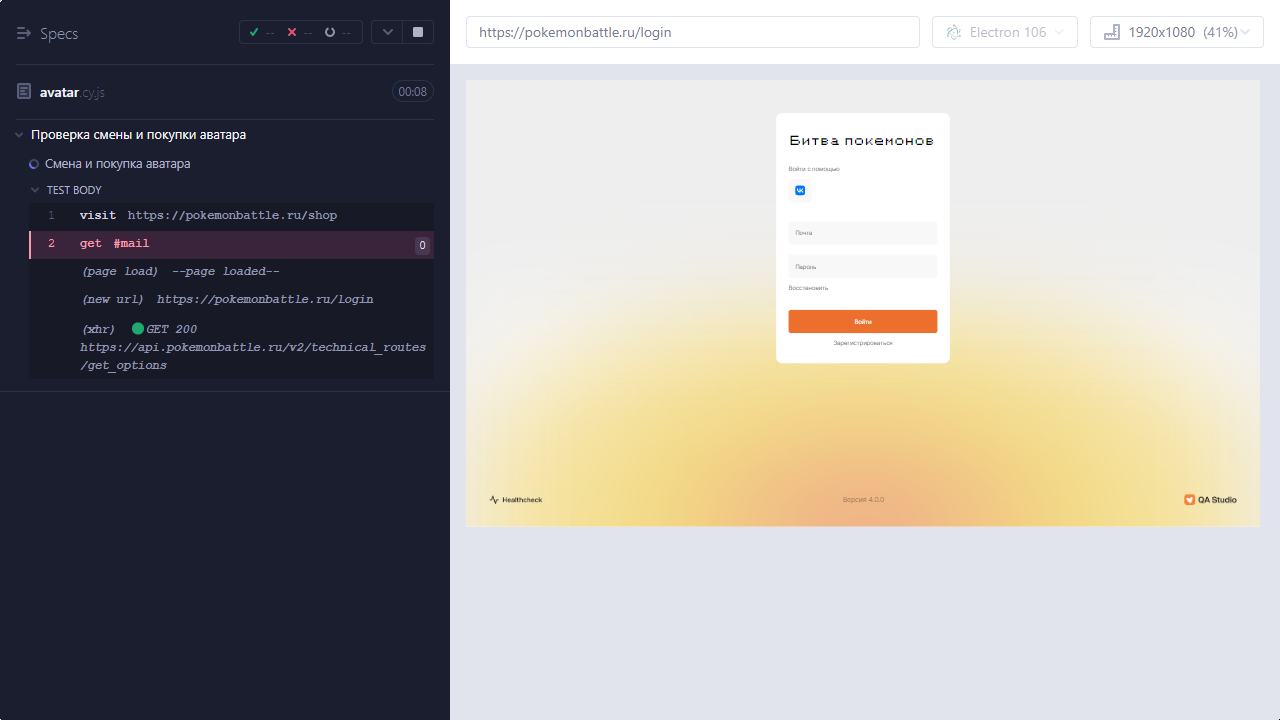 Specs
-- -- --
avatar.cy.js
00:08
Проверка смены и покупки аватара
Смена и покупка аватара
TEST BODY
1 visit https://pokemonbattle.ru/shop
2 get #mail 0
(page load) --page loaded--
(new url) https://pokemonbattle.ru/login
(xhr) GET 200
https://api.pokemonbattle.ru/v2/technical_routes
/get_options
https://pokemonbattle.ru/login
Electron 106
1920x1080 (41%)
Битва покемонов
Войти с помощью
Почта
Пароль
Восстановить
Войти
Зарегистрироваться
Healthcheck
Версия 4.0.0
QA Studio